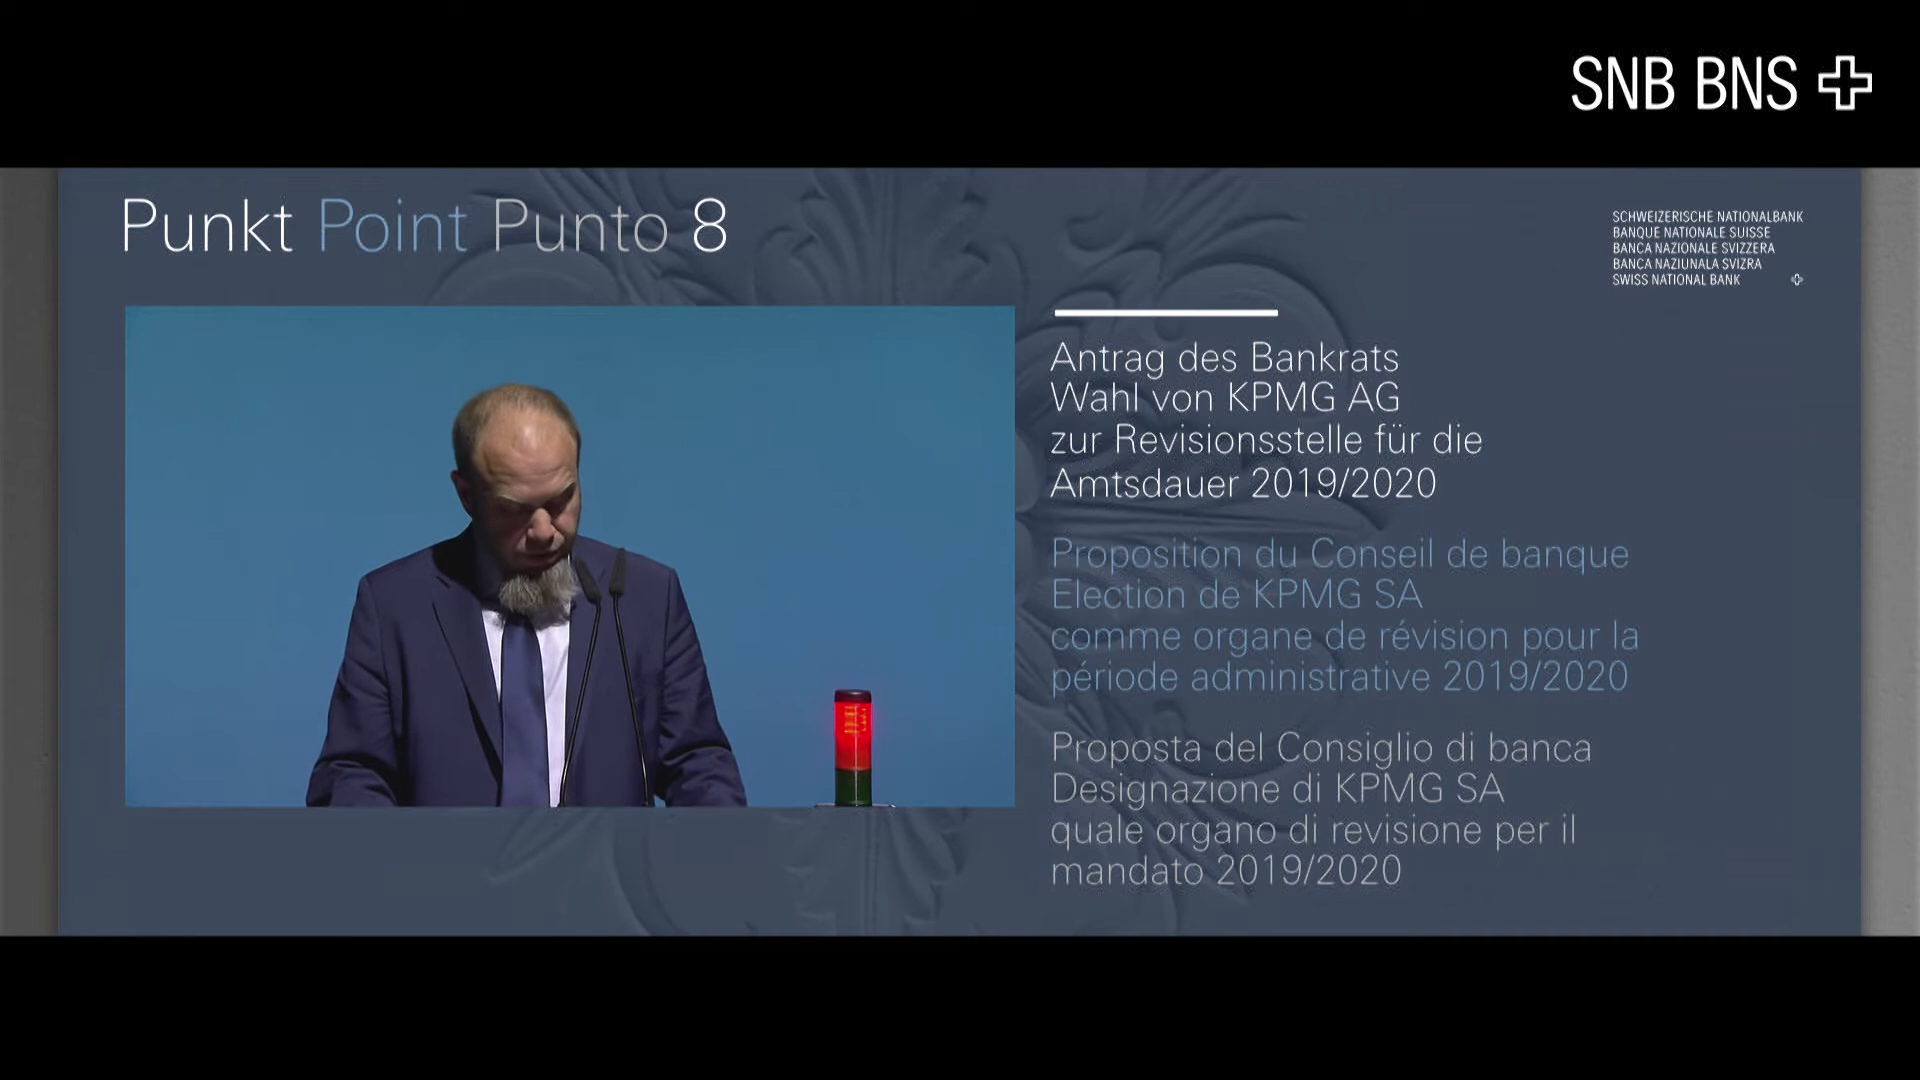 SNB BNS
Punkt Point Punto 8
SCHWEIZERISCHE NATIONALBANK
BANQUE NATIONALE SUISSE
BANCA NAZIONALE SVIZZERA
BANCA NAZIUNALA SVIZRA
SWISS NATIONAL BANK
Antrag des Bankrats
Wahl von KPMG AG
zur Revisionsstelle für die
Amtsdauer 2019/2020
Proposition du Conseil de banque
Election de KPMG SA
comme organe de révision pour la
période administrative 2019/2020
Proposta del Consiglio di banca
Designazione di KPMG SA
quale organo di revisione per il
mandato 2019/2020